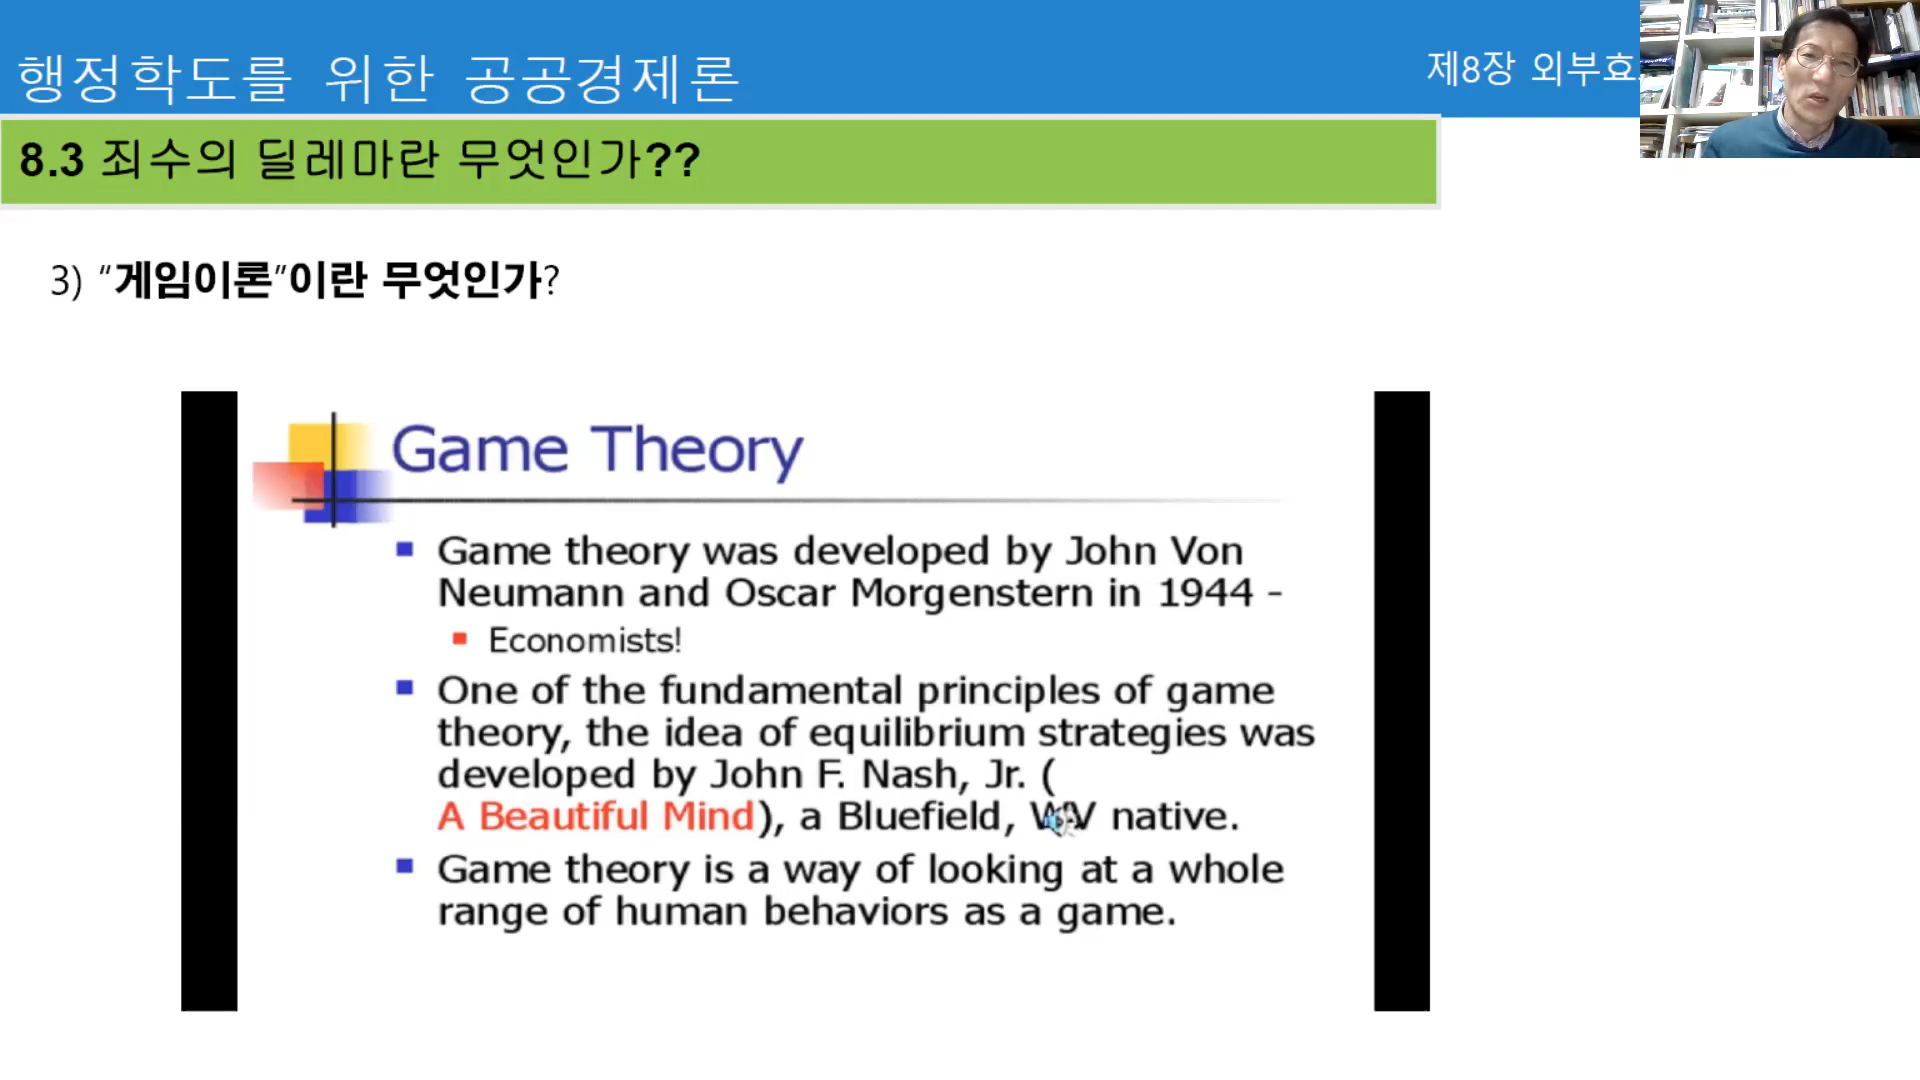 행정학도를 위한 공공경제론
제8장 외부효
8.3 죄수의 딜레마란 무엇인가??
3) “게임이론”이란 무엇인가?
Game Theory
Game theory was developed by John Von
Neumann and Oscar Morgenstern in 1944 -
Economists!
One of the fundamental principles of game
theory, the idea of equilibrium strategies was
developed by John F. Nash, Jr. (
A Beautiful Mind), a Bluefield, WV native.
Game theory is a way of looking at a whole
range of human behaviors as a game.